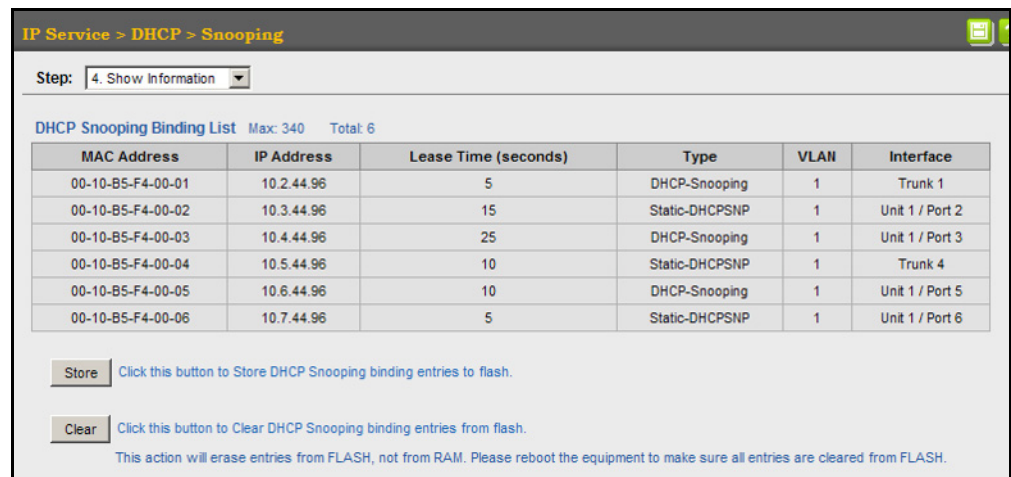 IP Service > DHCP > Snooping
Step: 4. Show Information
DHCP Snooping Binding List Max: 340 Total: 6
MAC Address IP Address Lease Time (seconds) Type VLAN Interface
00-10-B5-F4-00-01 10.2.44.96 5 DHCP-Snooping 1 Trunk 1
00-10-B5-F4-00-02 10.3.44.96 15 Static-DHCPSNP 1 Unit 1 / Port 2
00-10-B5-F4-00-03 10.4.44.96 25 DHCP-Snooping 1 Unit 1 / Port 3
00-10-B5-F4-00-04 10.5.44.96 10 Static-DHCPSNP 1 Trunk 4
00-10-B5-F4-00-05 10.6.44.96 10 DHCP-Snooping 1 Unit 1 / Port 5
00-10-B5-F4-00-06 10.7.44.96 5 Static-DHCPSNP 1 Unit 1 / Port 6
Store Click this button to Store DHCP Snooping binding entries to flash.
Clear Click this button to Clear DHCP Snooping binding entries from flash.
This action will erase entries from FLASH, not from RAM. Please reboot the equipment to make sure all entries are cleared from FLASH.